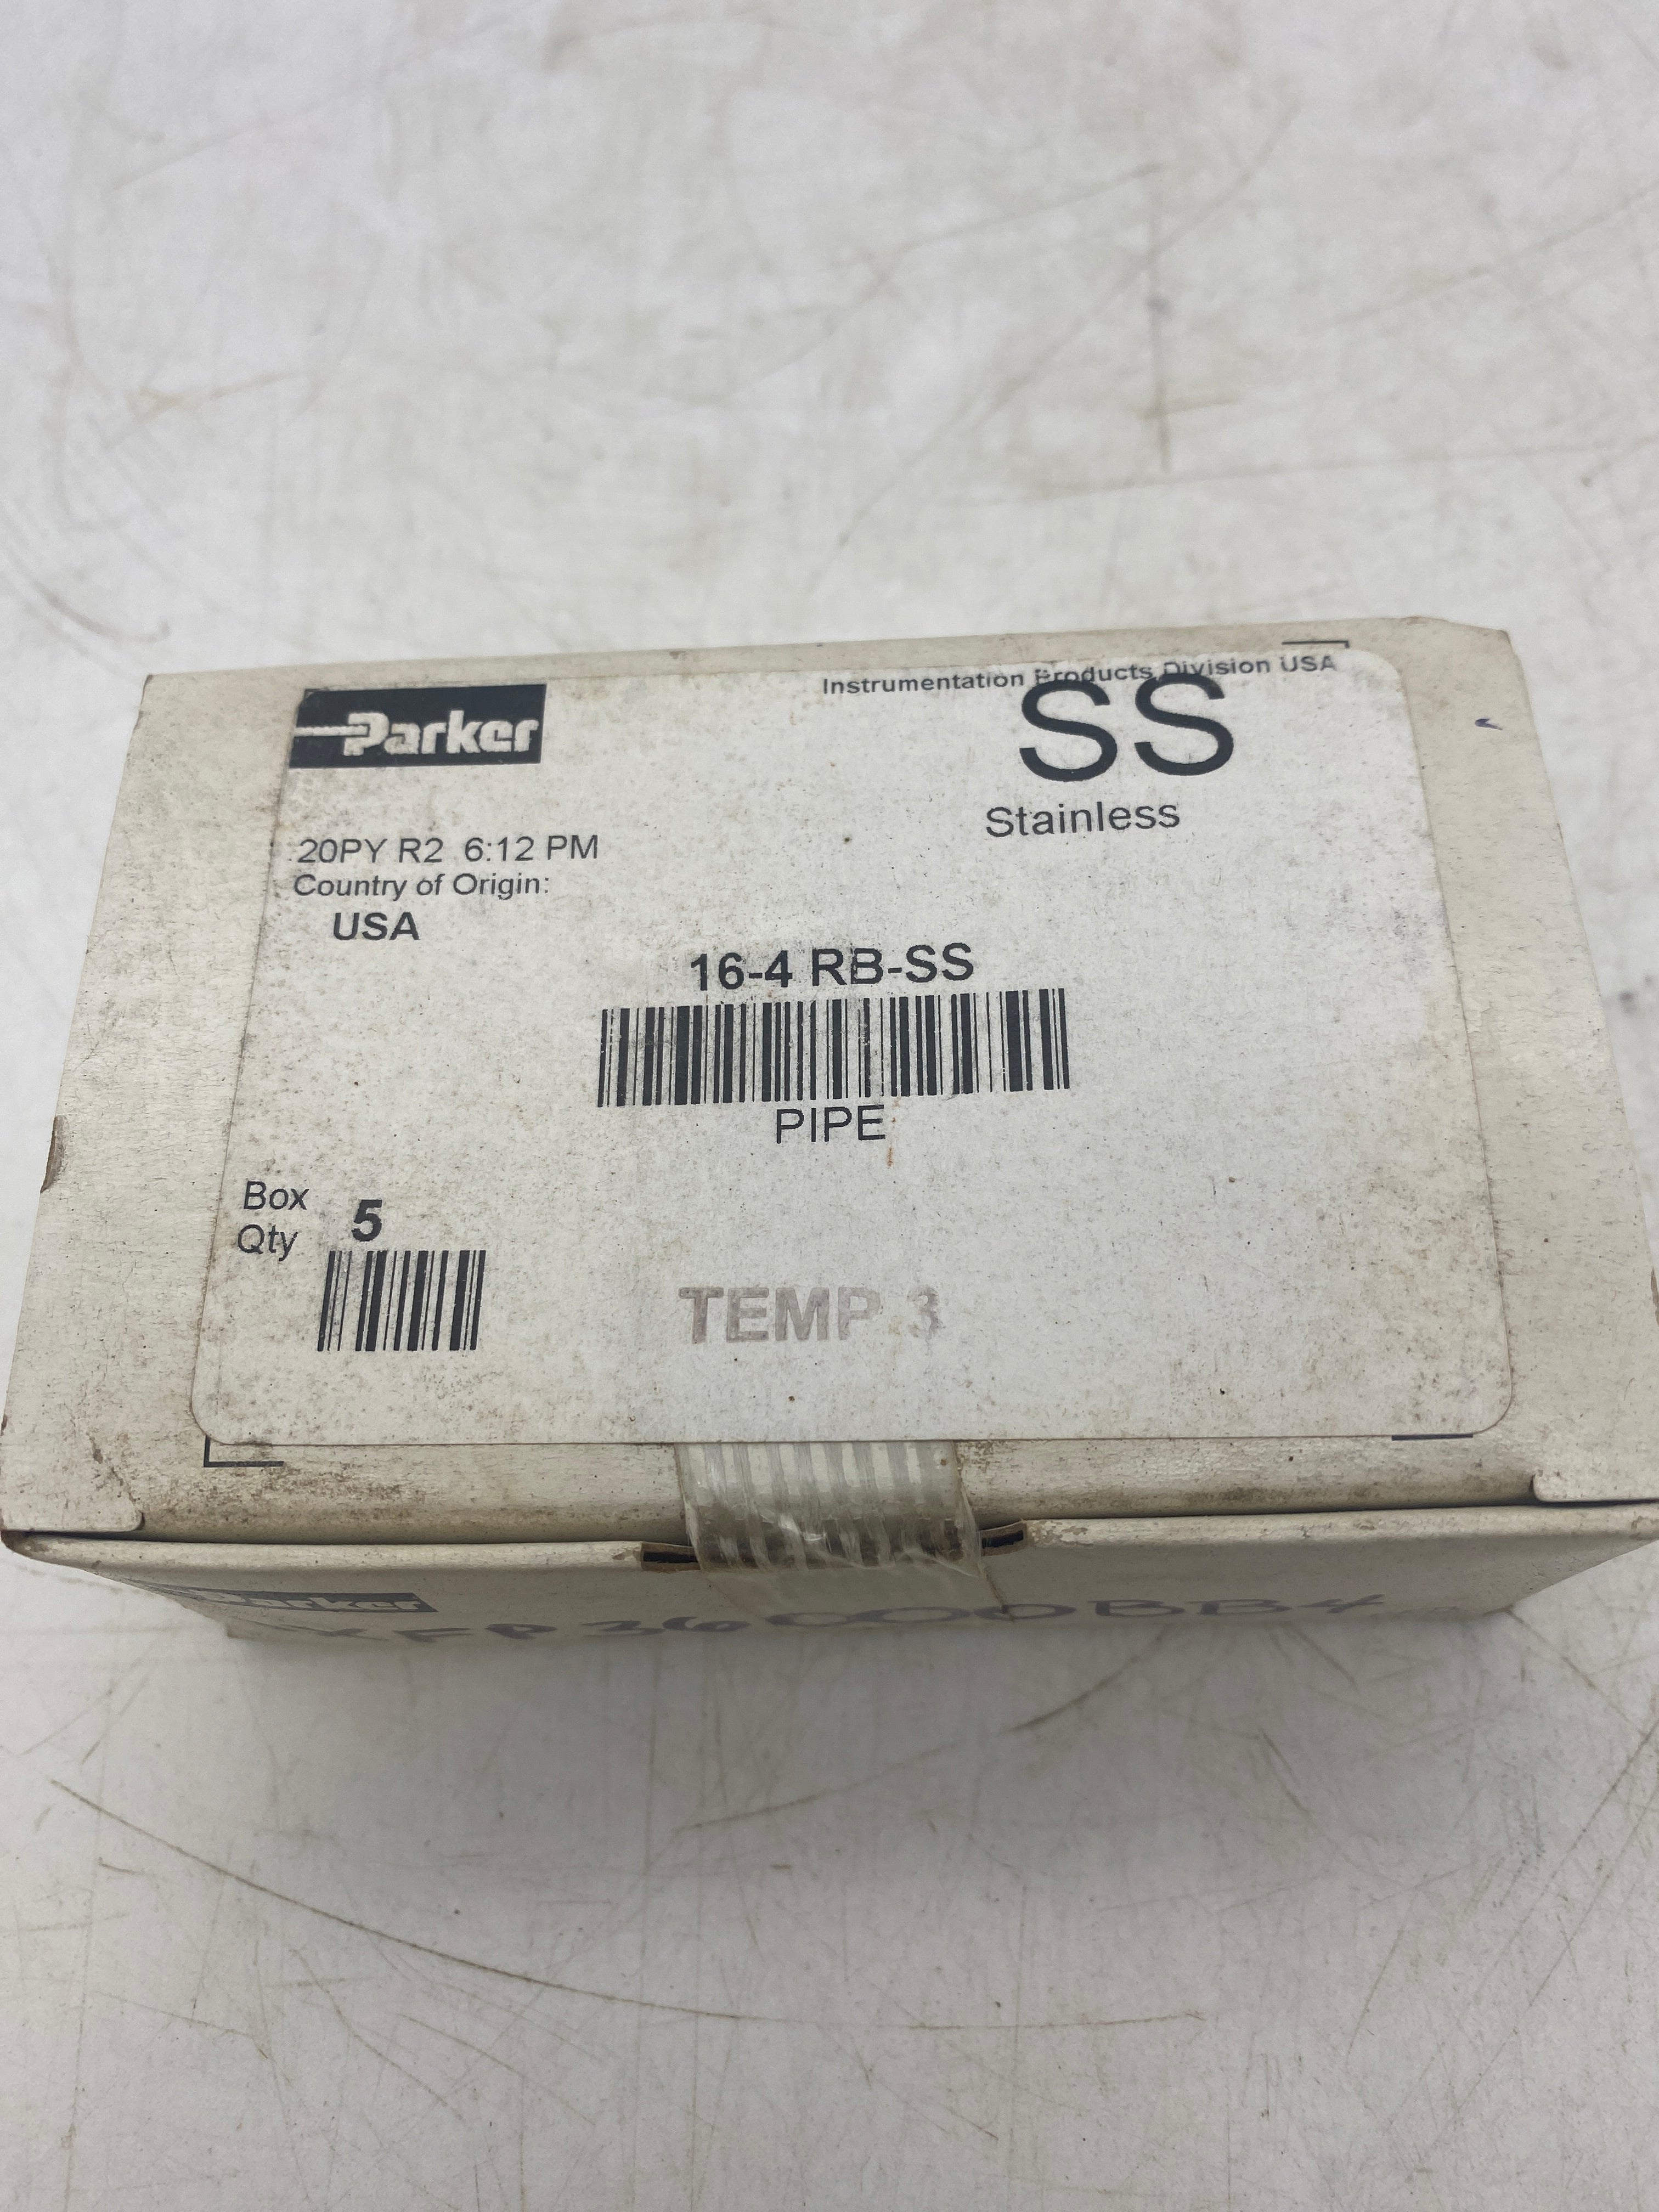 Parker
Instrumentation Products Division USA
SS
Stainless
20PY R2 6:12 PM
Country of Origin:
USA
16-4 RB-SS
PIPE
Box
Qty
5
TEMP 3
Parker